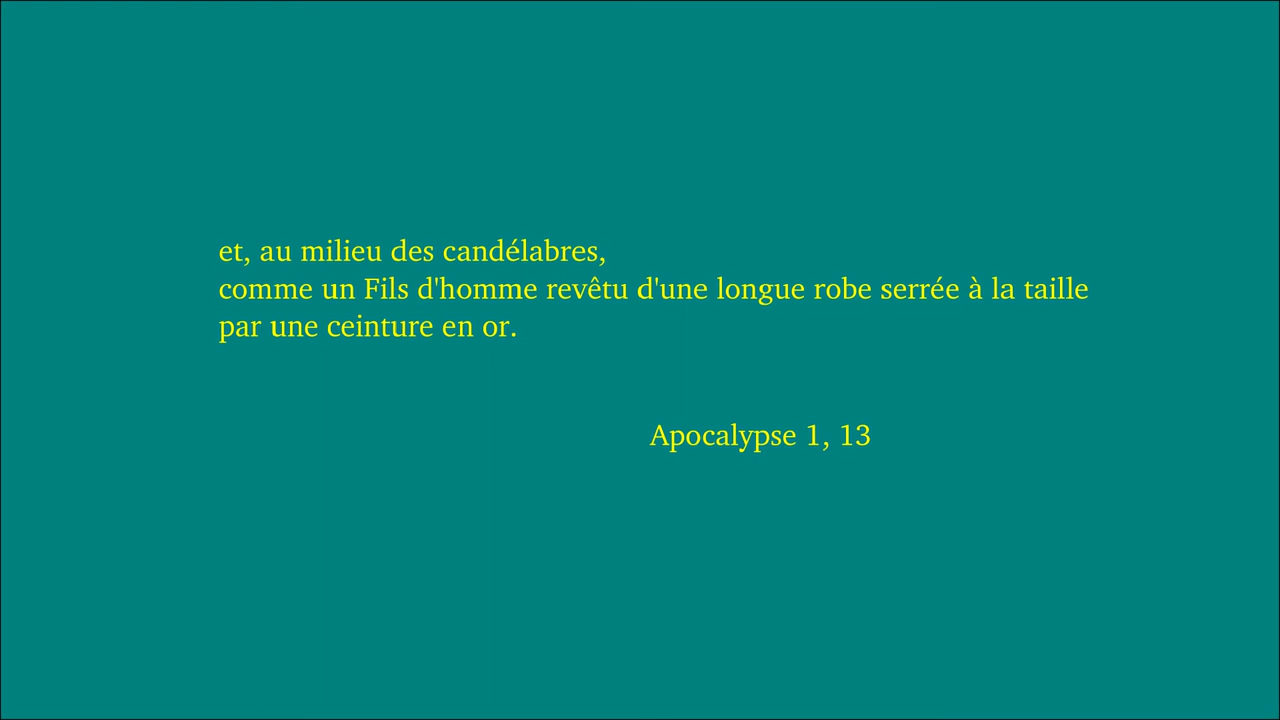 et, au milieu des candélabres,
comme un Fils d'homme revêtu d'une longue robe serrée à la taille
par une ceinture en or.
Apocalypse 1, 13